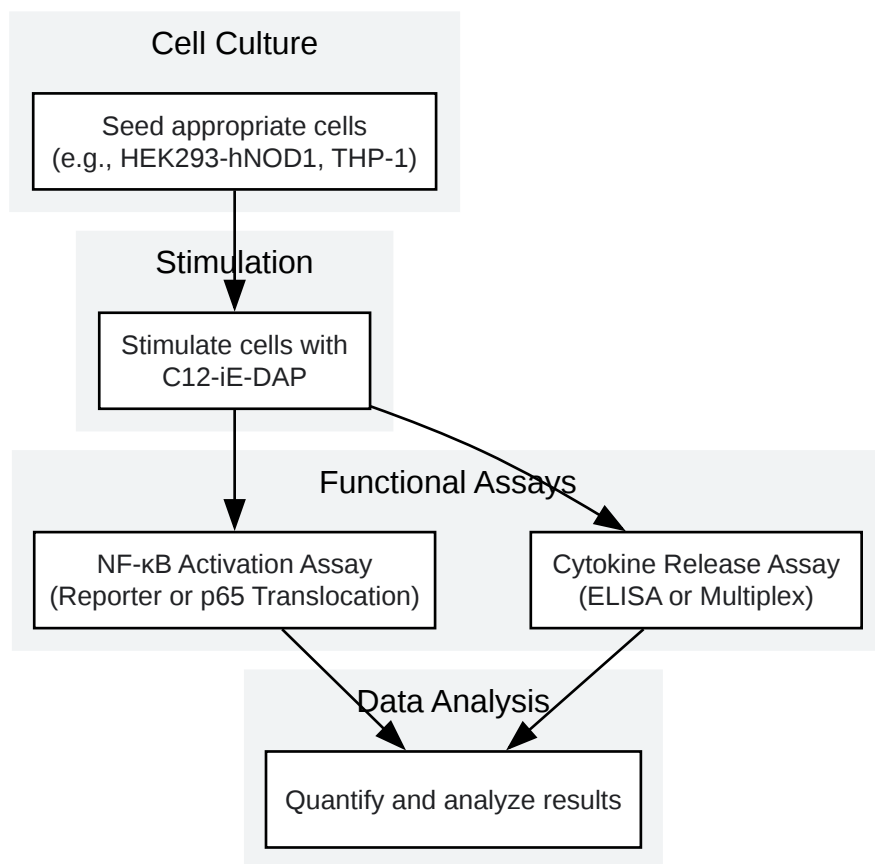 Cell Culture
Seed appropriate cells
(e.g., HEK293-hNOD1, THP-1)
Stimulation
Stimulate cells with
C12-iE-DAP
Functional Assays
NF-κB Activation Assay
(Reporter or p65 Translocation)
Cytokine Release Assay
(ELISA or Multiplex)
Data Analysis
Quantify and analyze results